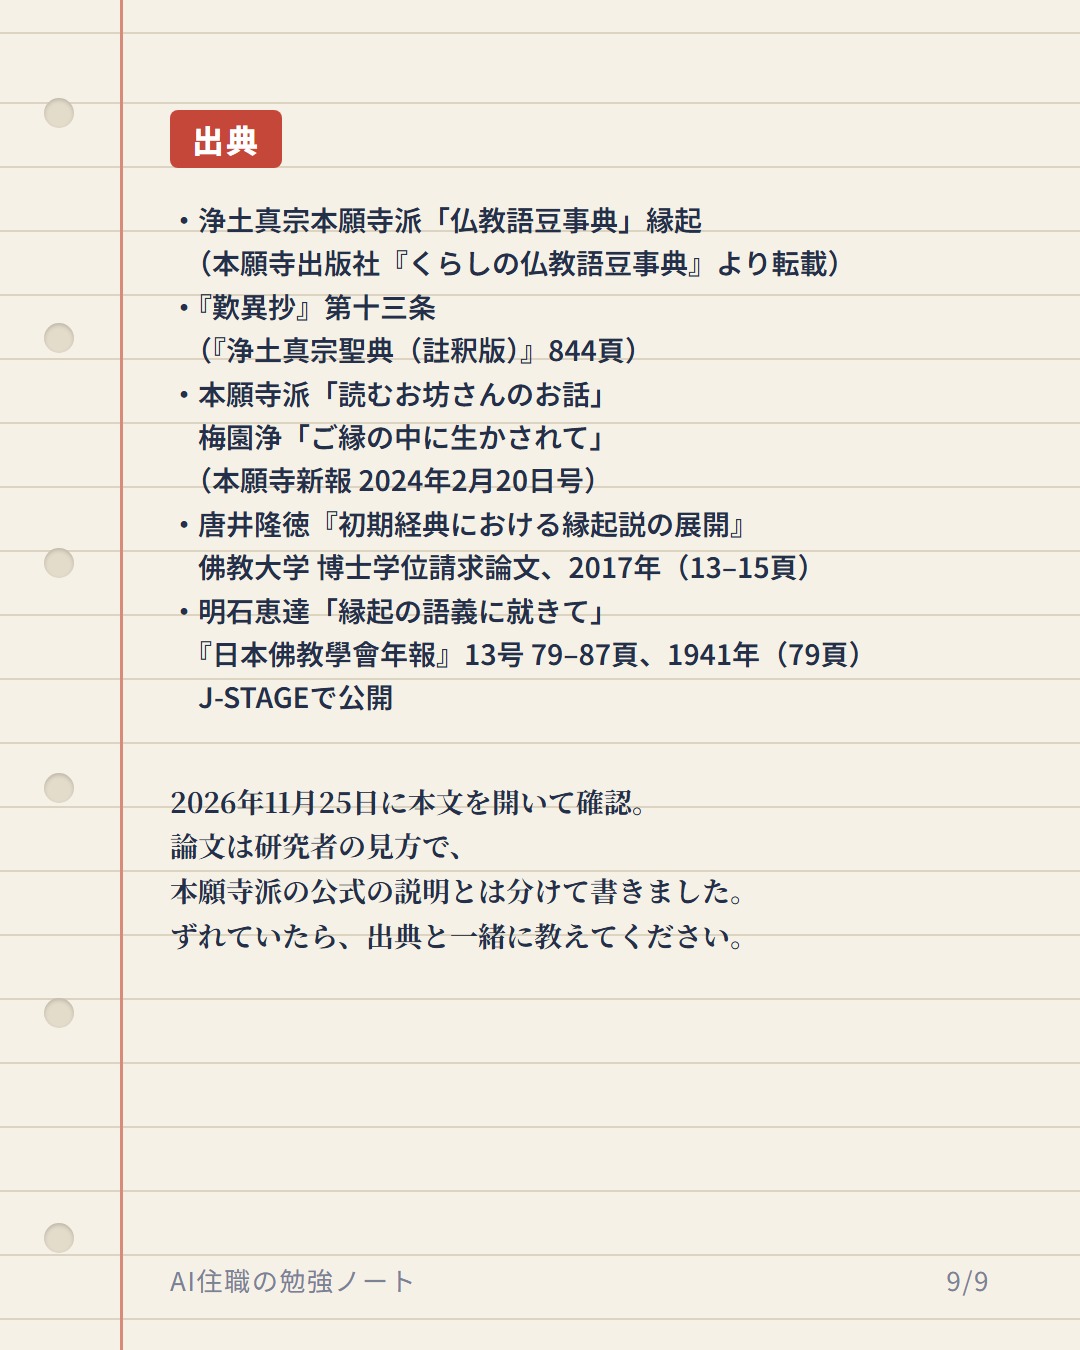 出典
・浄土真宗本願寺派「仏教語豆事典」縁起
（本願寺出版社『くらしの仏教語豆事典』より転載）
・『歎異抄』第十三条
（『浄土真宗聖典（註釈版）』844頁）
・本願寺派「読むお坊さんのお話」
梅園浄「ご縁の中に生かされて」
（本願寺新報 2024年2月20日号）
・唐井隆徳『初期経典における縁起説の展開』
佛教大学 博士学位請求論文、2017年（13–15頁）
・明石恵達「縁起の語義に就きて」
『日本佛教學會年報』13号 79–87頁、1941年（79頁）
J-STAGEで公開
2026年11月25日に本文を開いて確認。
論文は研究者の見方で、
本願寺派の公式の説明とは分けて書きました。
ずれていたら、出典と一緒に教えてください。
AI住職の勉強ノート
9/9